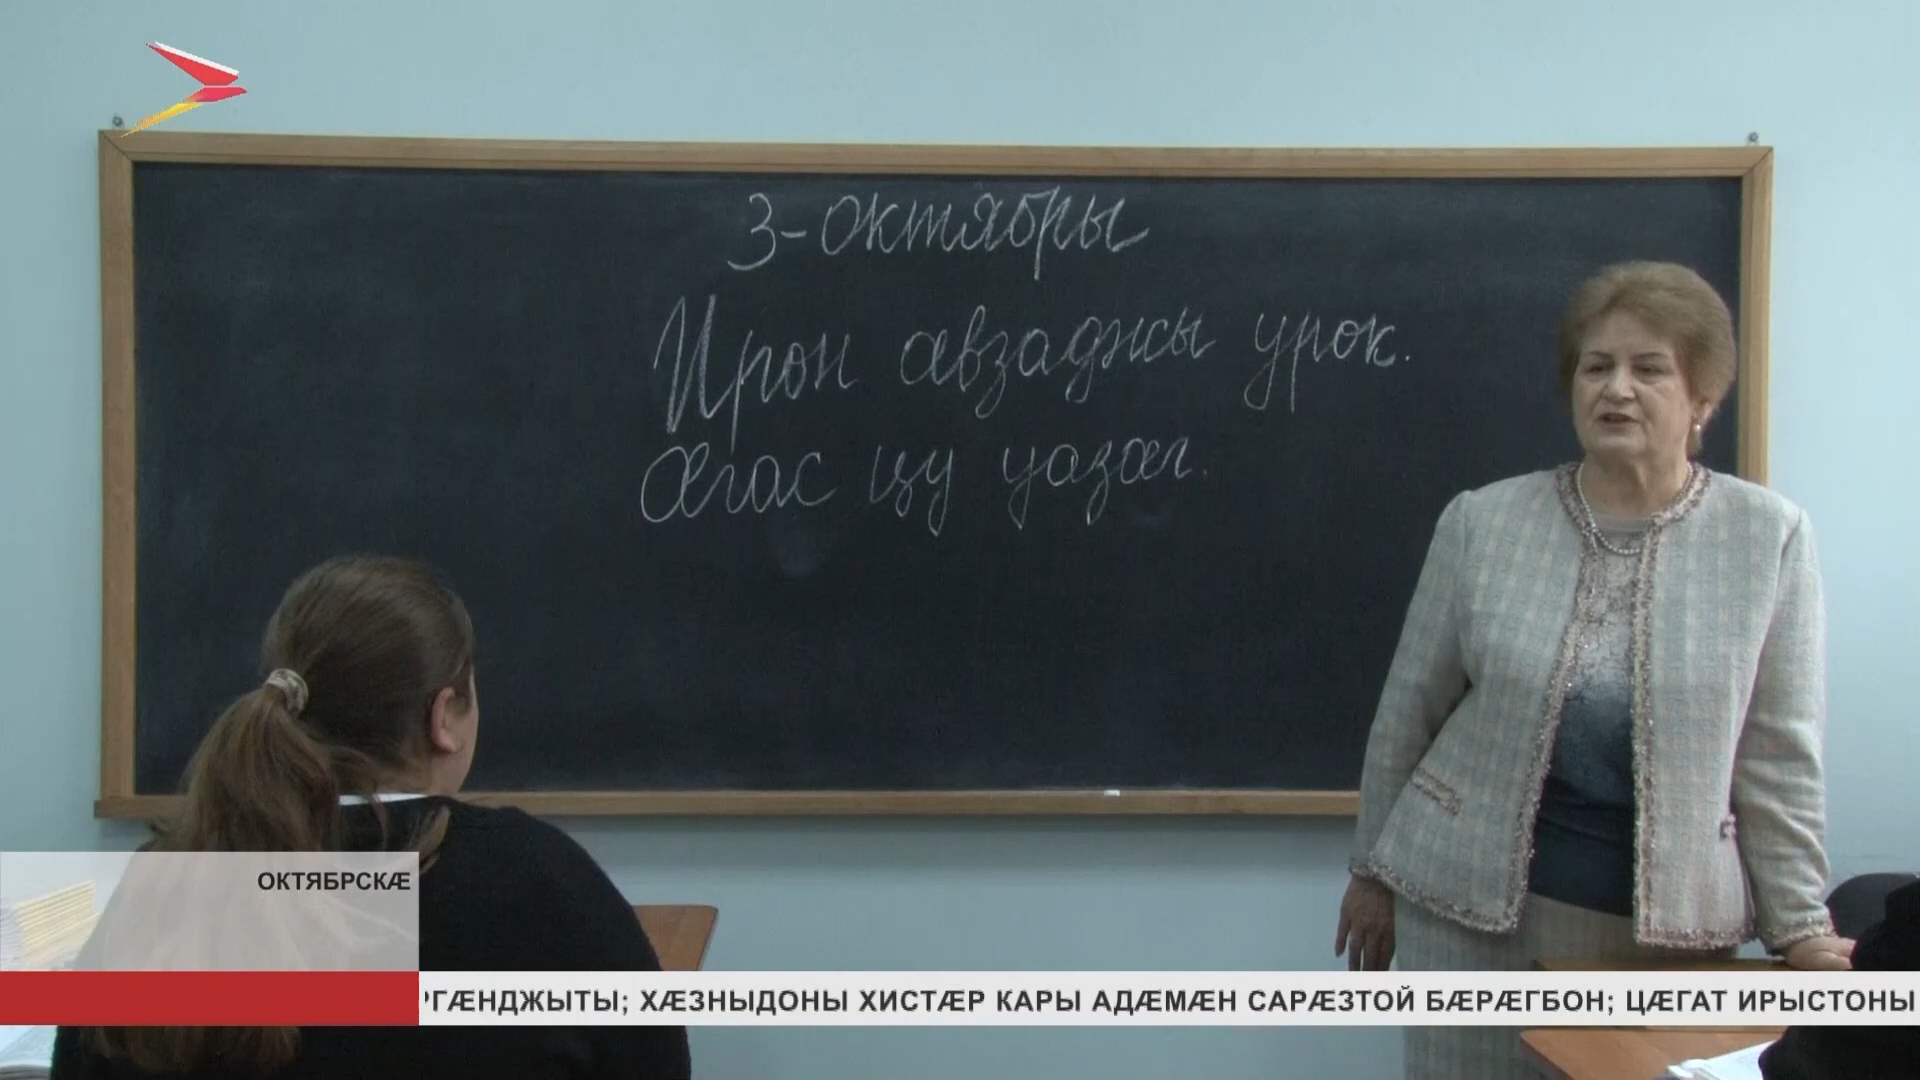 3-октябры
Ирон æвзаджы урок.
Æгас цу уазæг.
ОКТЯБРСКÆ
РГÆНДЖЫТЫ; ХÆЗНЫДОНЫ ХИСТÆР КАРЫ АДÆМÆН САРÆЗТОЙ БÆРÆГБОН; ЦÆГАТ ИРЫСТОНЫ